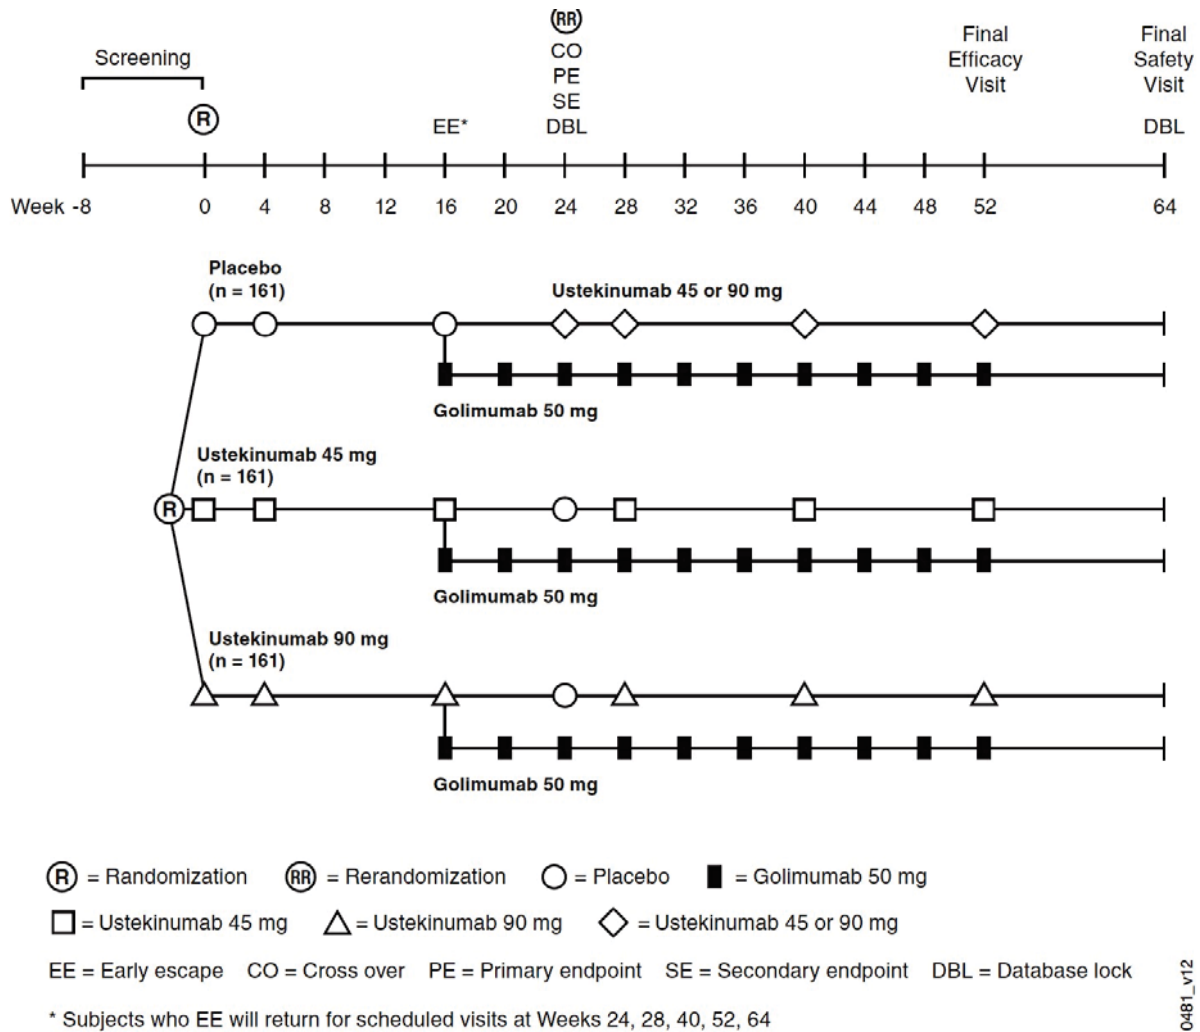 RR
CO
PE
SE
DBL
Final
Efficacy
Visit
Final
Safety
Visit
DBL
Screening
R
EE*
Week -8 0 4 8 12 16 20 24 28 32 36 40 44 48 52 64
Placebo
(n = 161)
Ustekinumab 45 or 90 mg
Golimumab 50 mg
Ustekinumab 45 mg
(n = 161)
R
Golimumab 50 mg
Ustekinumab 90 mg
(n = 161)
Golimumab 50 mg
R = Randomization RR = Rerandomization = Placebo = Golimumab 50 mg
= Ustekinumab 45 mg = Ustekinumab 90 mg = Ustekinumab 45 or 90 mg
EE = Early escape CO = Cross over PE = Primary endpoint SE = Secondary endpoint DBL = Database lock
* Subjects who EE will return for scheduled visits at Weeks 24, 28, 40, 52, 64
0481_v12